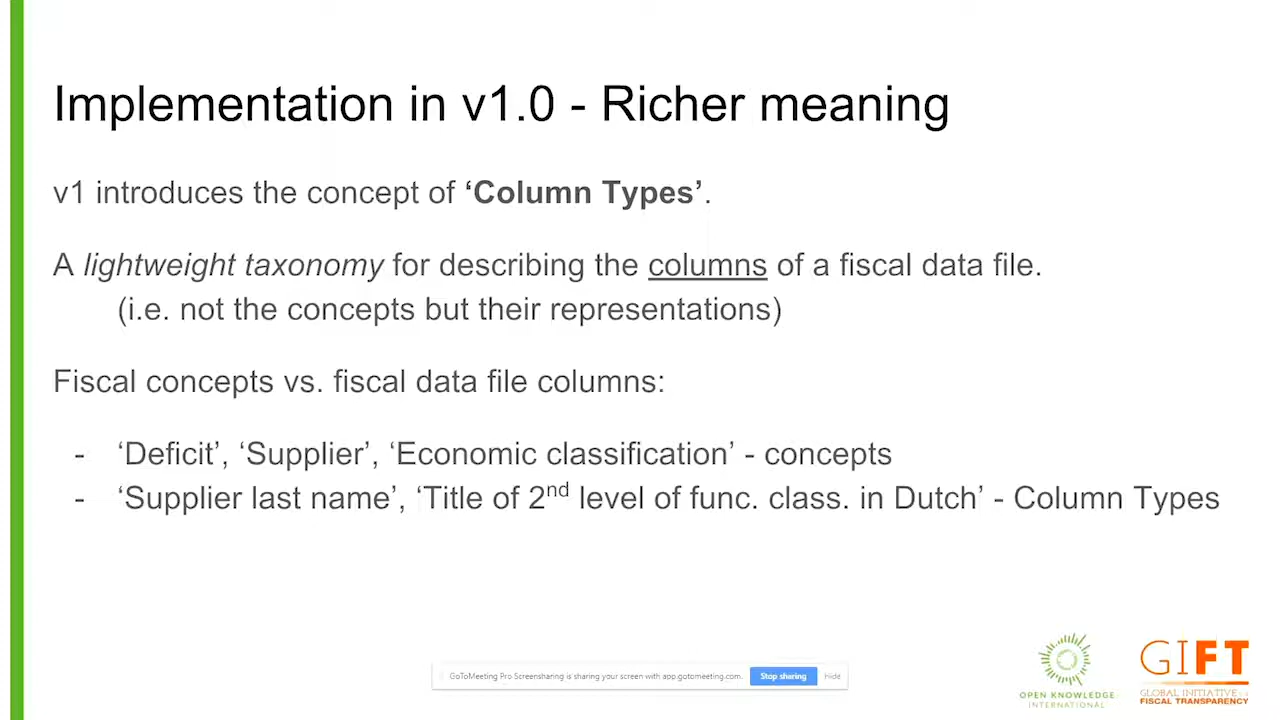 Implementation in v1.0 - Richer meaning
v1 introduces the concept of ‘Column Types’.
A lightweight taxonomy for describing the columns of a fiscal data file.
(i.e. not the concepts but their representations)
Fiscal concepts vs. fiscal data file columns:
- ‘Deficit’, ‘Supplier’, ‘Economic classification’ - concepts
- ‘Supplier last name’, ‘Title of 2nd level of func. class. in Dutch’ - Column Types
GoToMeeting Pro Screensharing is sharing your screen with app.gotomeeting.com. Stop sharing Hide
OPEN KNOWLEDGE
INTERNATIONAL
GIFT
GLOBAL INITIATIVE
FISCAL TRANSPARENCY